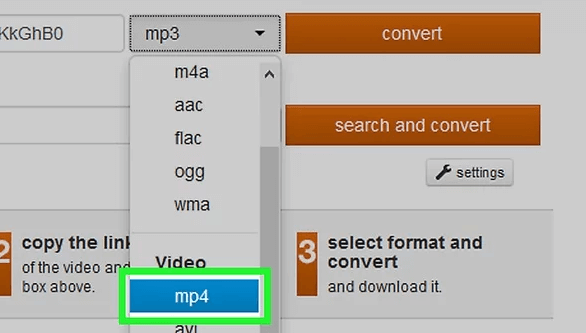 KkGhB0
mp3
convert
m4a
aac
flac
ogg
wma
Video
mp4
avi
search and convert
settings
2
copy the lin
of the video and
box above.
3
select format and
convert
and download it.